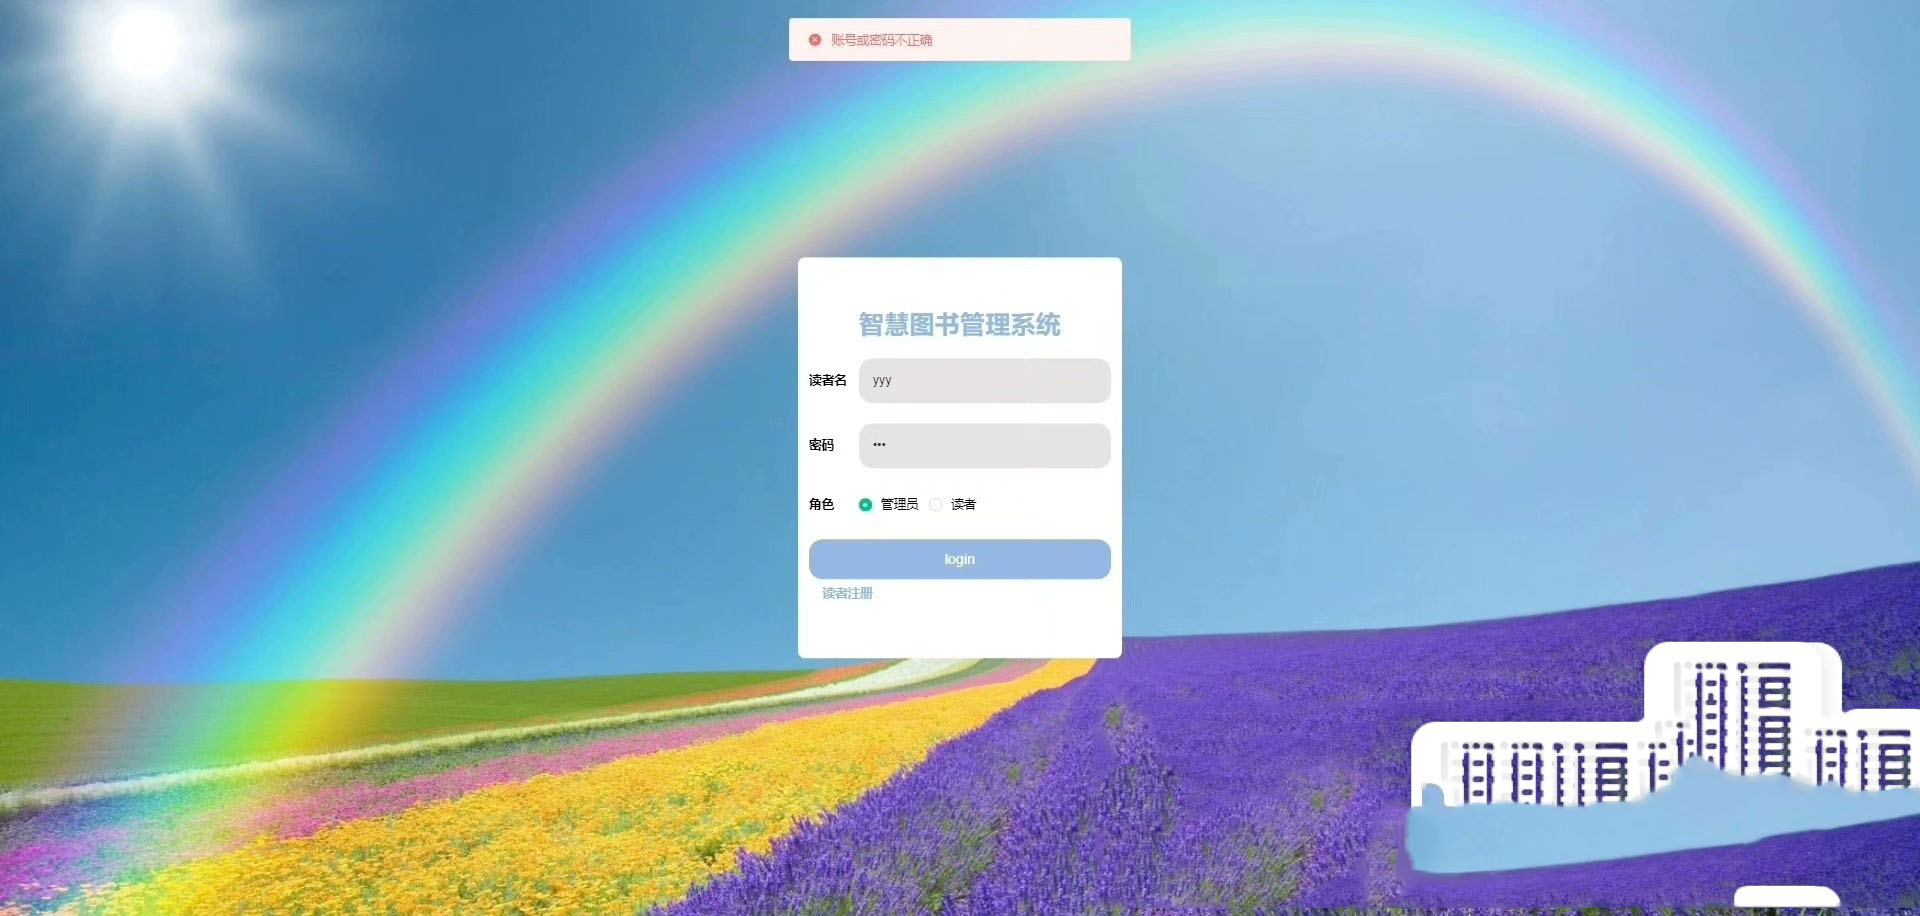 账号或密码不正确
智慧图书管理系统
读者名 yyy
密码 •••
角色 管理员 读者
login
读者注册